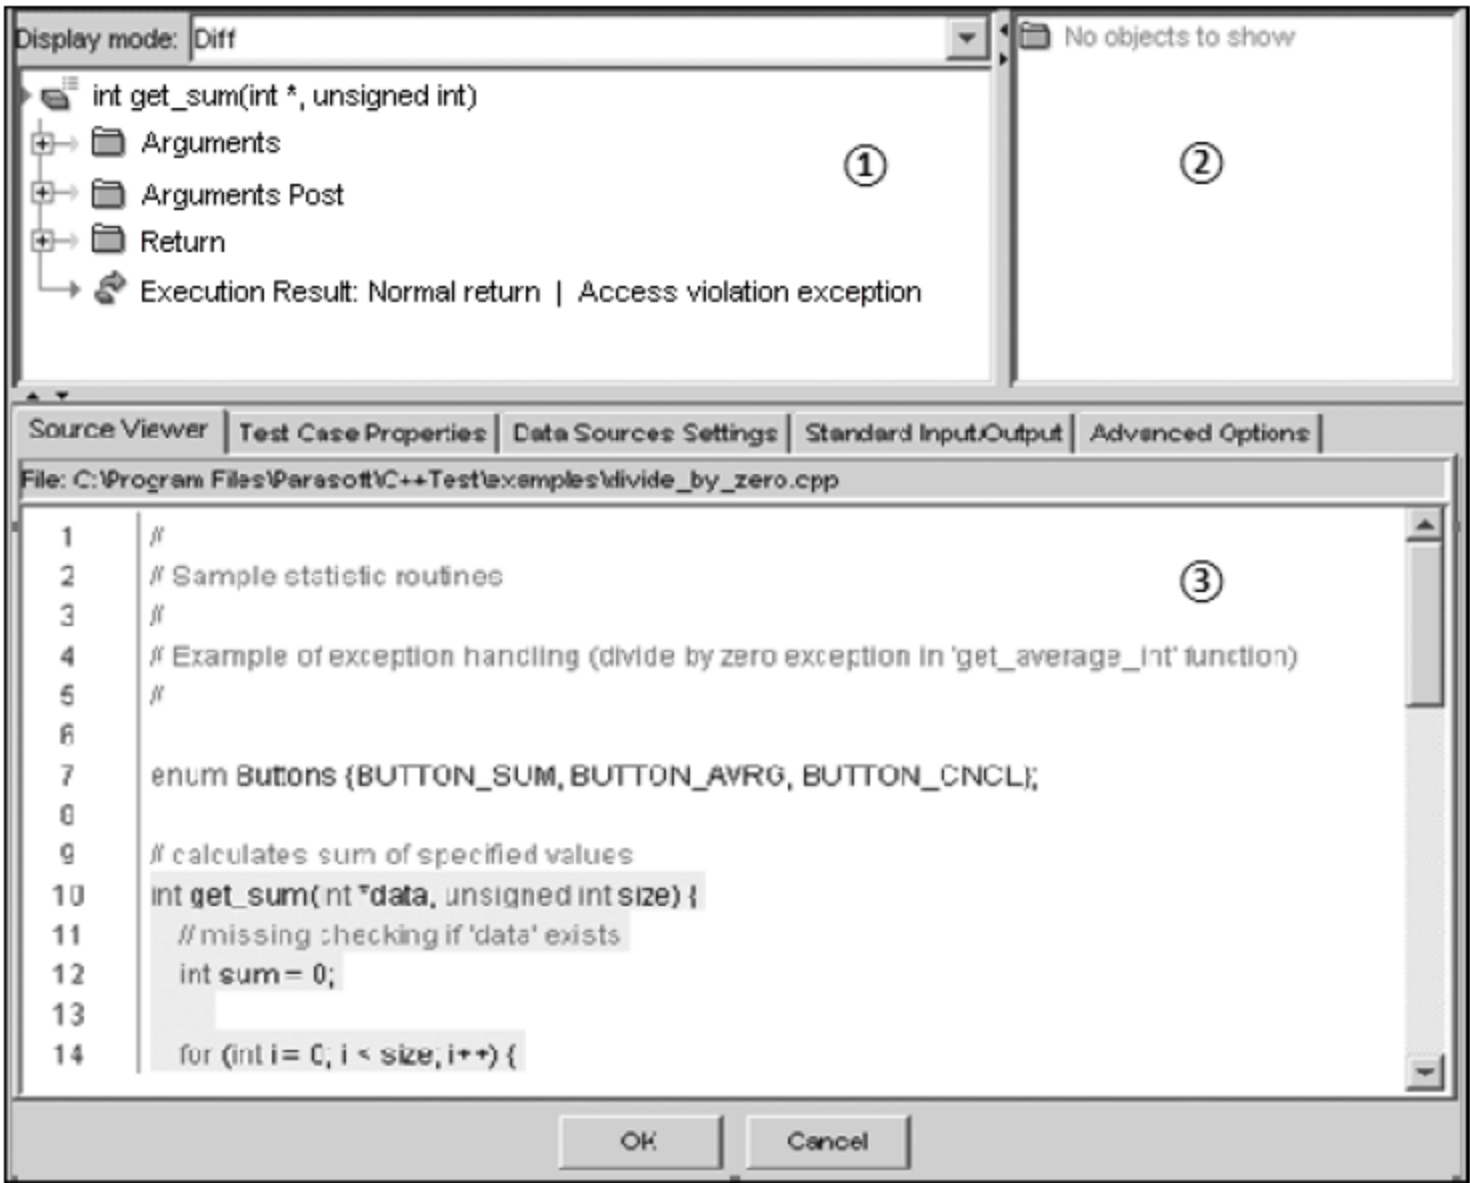 Display mode: Diff
No objects to show
int get_sum(int *, unsigned int)
Arguments
①
②
Arguments Post
Return
Execution Result: Normal return | Access violation exception
Source Viewer Test Case Properties Data Sources Settings Standard Input/Output Advanced Options
File: C:\Program Files\Parasoft\C++Test\examples\divide_by_zero.cpp
1 //
2 // Sample statistic routines
③
3 //
4 // Example of exception handling (divide by zero exception in 'get_average_int' function)
5 //
6
7 enum Buttons {BUTTON_SUM, BUTTON_AVRG, BUTTON_CNCL};
8
9 // calculates sum of specified values
10 int get_sum(int *data, unsigned int size) {
11 // missing checking if 'data' exists
12 int sum = 0;
13
14 for (int i = 0; i < size; i++) {
OK Cancel